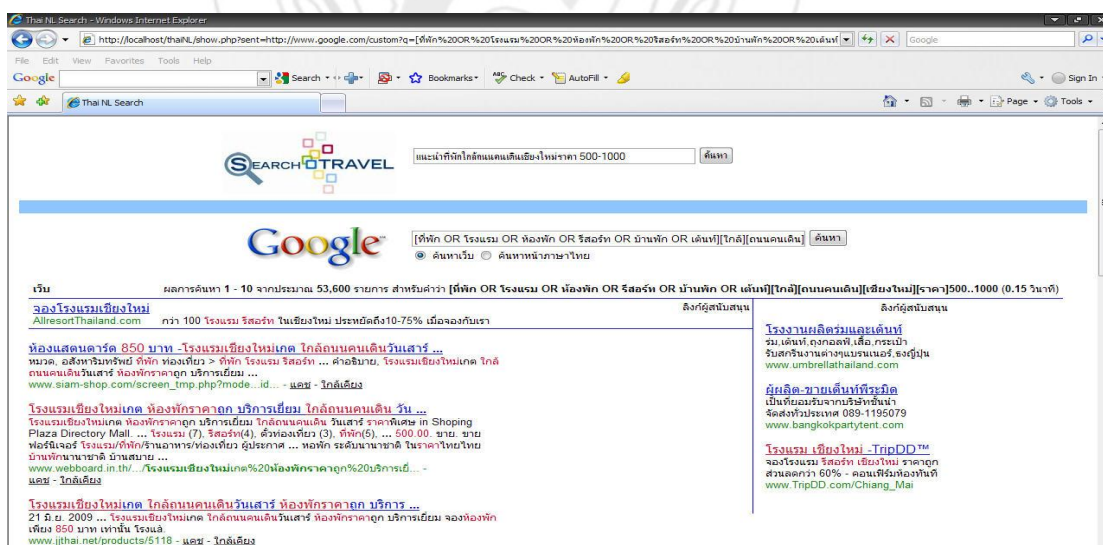 Thai NL Search - Windows Internet Explorer
http://localhost/thaiNL/show.php?sent=http://www.google.com/custom?q=[ที่พัก%20OR%20โรงแรม%20OR%20ห้องพัก%20OR%20รีสอร์ท%20OR%20บ้านพัก%20OR%20เต้นท์
Google
File Edit View Favorites Tools Help
Google Search Bookmarks Check AutoFill Sign In
Thai NL Search Page Tools
SEARCH TRAVEL แนะนำที่พักใกล้ถนนคนเดินเชียงใหม่ราคา 500-1000 ค้นหา
Google [ที่พัก OR โรงแรม OR ห้องพัก OR รีสอร์ท OR บ้านพัก OR เต้นท์][ใกล้][ถนนคนเดิน] ค้นหา
ค้นหาเว็บ ค้นหาหน้าภาษาไทย
เว็บ ผลการค้นหา 1 - 10 จากประมาณ 53,600 รายการ สำหรับคำว่า [ที่พัก OR โรงแรม OR ห้องพัก OR รีสอร์ท OR บ้านพัก OR เต้นท์][ใกล้][ถนนคนเดิน][เชียงใหม่][ราคา]500..1000 (0.15 วินาที)
จองโรงแรมเชียงใหม่ ลิงก์ผู้สนับสนุน
AllresortThailand.com กว่า 100 โรงแรม รีสอร์ท ในเชียงใหม่ ประหยัดถึง10-75% เมื่อจองกับเรา
ห้องแสตนดาร์ด 850 บาท -โรงแรมเชียงใหม่เกต ใกล้ถนนคนเดินวันเสาร์ ...
หมวด, อสังหาริมทรัพย์ ที่พัก ท่องเที่ยว > ที่พัก โรงแรม รีสอร์ท ... คำอธิบาย, โรงแรมเชียงใหม่เกต ใกล้
ถนนคนเดินวันเสาร์ ห้องพักราคาถูก บริการเยี่ยม ...
www.siam-shop.com/screen_tmp.php?mode...id... - แคช - ใกล้เคียง
โรงแรมเชียงใหม่เกต ห้องพักราคาถูก บริการเยี่ยม ใกล้ถนนคนเดิน วัน ...
โรงแรมเชียงใหม่เกต ห้องพักราคาถูก บริการเยี่ยม ใกล้ถนนคนเดิน วันเสาร์ ราคาพิเศษ in Shoping
Plaza Directory Mall. ... โรงแรม (7), รีสอร์ท(4), ตั๋วท่องเที่ยว (3), ที่พัก(5), ... 500.00. ขาย. ขาย
ฟอร์นิเจอร์ โรงแรม/ที่พัก/ร้านอาหาร/ท่องเที่ยว ผู้ประกาศ ... หอพัก ระดับนานาชาติ ในราคาไทยไทย
บ้านพักนานาชาติ บ้านสบาย ...
www.webboard.in.th/.../โรงแรมเชียงใหม่เกต%20ห้องพักราคาถูก%20บริการเยี่... -
แคช - ใกล้เคียง
โรงแรมเชียงใหม่เกต ใกล้ถนนคนเดินวันเสาร์ ห้องพักราคาถูก บริการ ...
21 มิ.ย. 2009 ... โรงแรมเชียงใหม่เกต ใกล้ถนนคนเดินวันเสาร์ ห้องพักราคาถูก บริการเยี่ยม จองห้องพัก
เพียง 850 บาท เท่านั้น โรงแล้.
www.jjthai.net/products/5118 - แคช - ใกล้เคียง
ลิงก์ผู้สนับสนุน
โรงงานผลิตร่มและเต้นท์
ร่ม,เต้นท์,ถุงกอลฟ์,เสื้อ,กระเป๋า
รับสกรีนงานต่างๆแบรนเนอร์,ธงญี่ปุ่น
www.umbrellathailand.com
ผู้ผลิต-ขายเต็นท์พีระมิด
เป็นที่ยอมรับจากบริษัทชั้นนำ
จัดส่งทั่วประเทศ 089-1195079
www.bangkokpartytent.com
โรงแรม เชียงใหม่ -TripDD™
จองโรงแรม รีสอร์ท เชียงใหม่ ราคาถูก
ส่วนลดกว่า 60% - คอนเฟิร์มห้องทันที
www.TripDD.com/Chiang_Mai